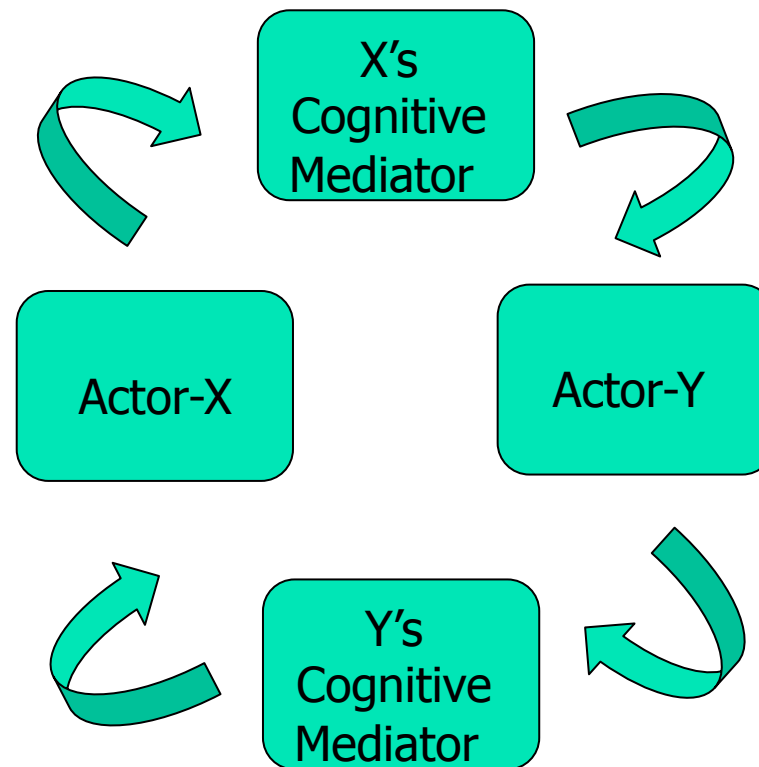 X’s
Cognitive
Mediator
Actor-X
Actor-Y
Y’s
Cognitive
Mediator